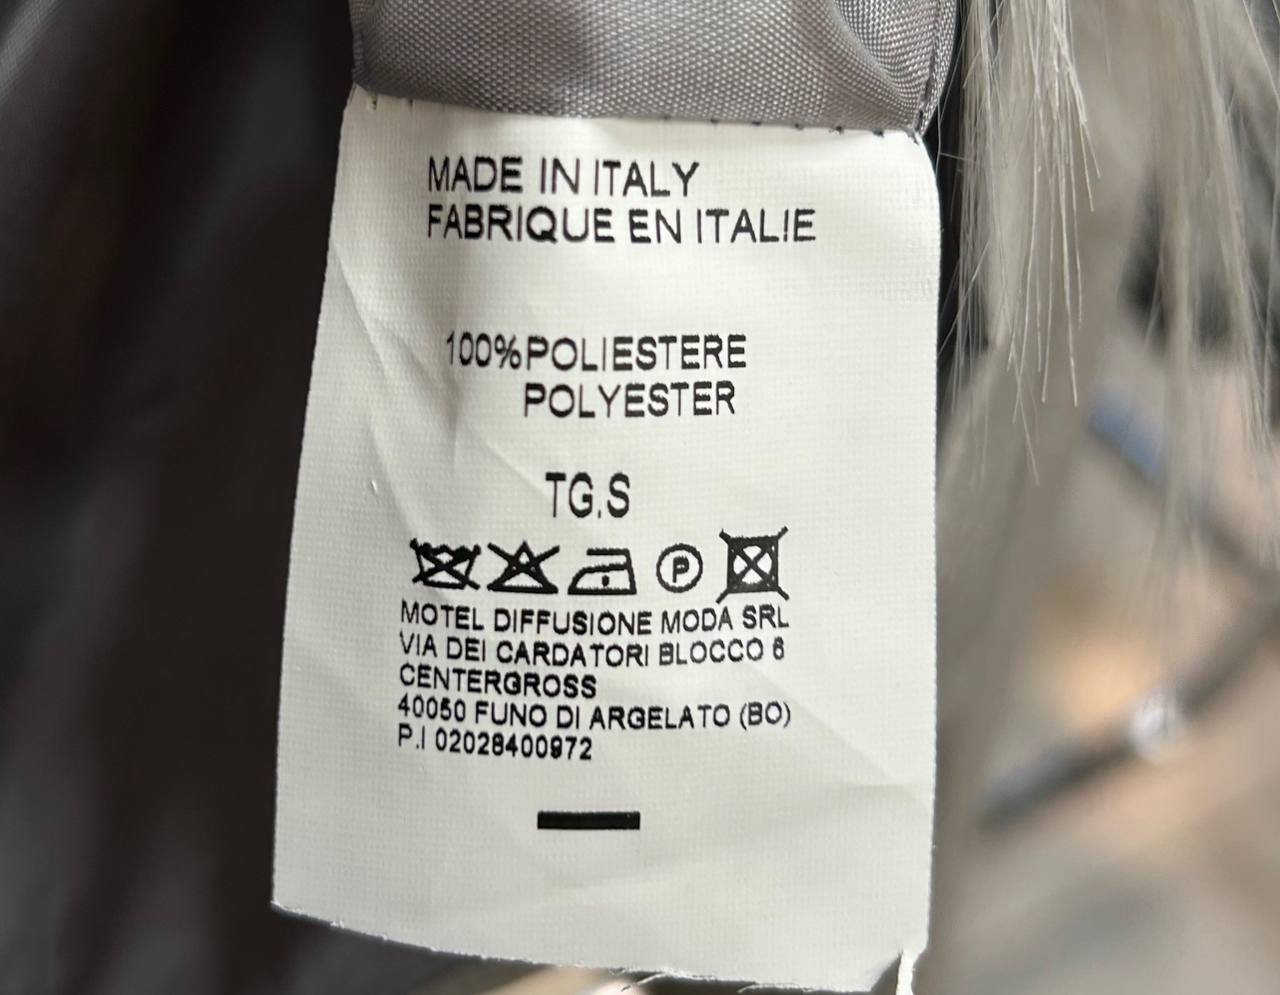 MADE IN ITALY
FABRIQUE EN ITALIE
100%POLIESTERE
POLYESTER
TG.S
P
MOTEL DIFFUSIONE MODA SRL
VIA DEI CARDATORI BLOCCO 6
CENTERGROSS
40050 FUNO DI ARGELATO (BO)
P.I 02028400972